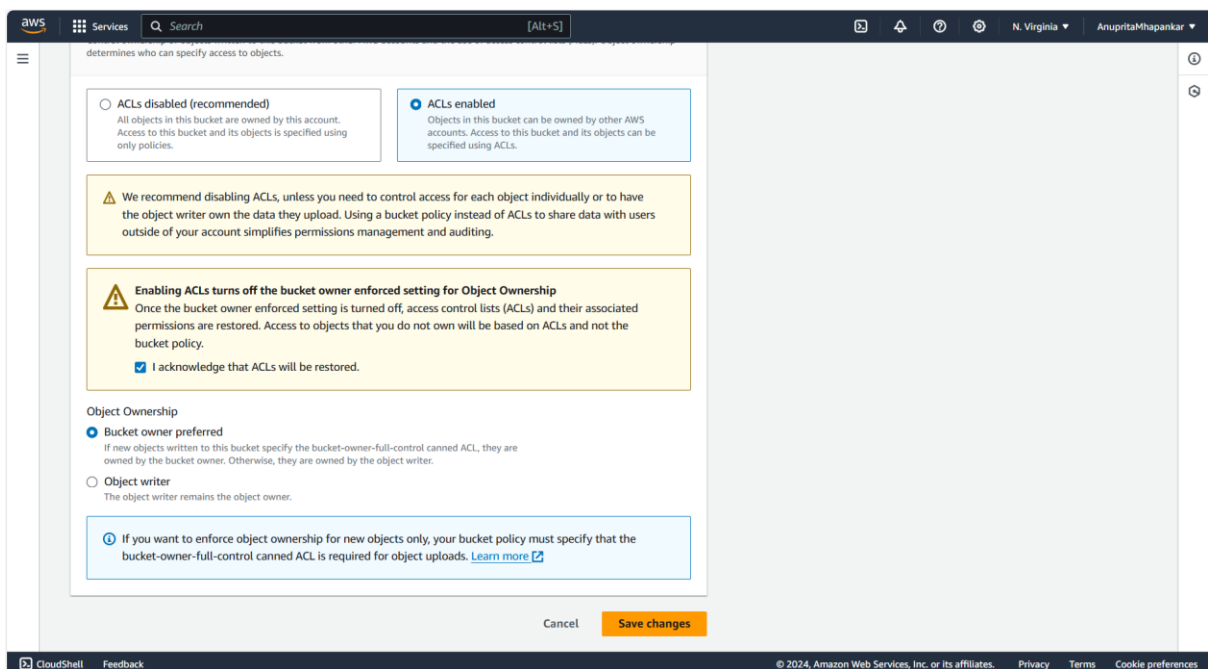 aws
Services
Search
[Alt+S]
N. Virginia
AnupritaMhapankar
determines who can specify access to objects.
ACLs disabled (recommended)
All objects in this bucket are owned by this account.
Access to this bucket and its objects is specified using
only policies.
ACLs enabled
Objects in this bucket can be owned by other AWS
accounts. Access to this bucket and its objects can be
specified using ACLs.
We recommend disabling ACLs, unless you need to control access for each object individually or to have
the object writer own the data they upload. Using a bucket policy instead of ACLs to share data with users
outside of your account simplifies permissions management and auditing.
Enabling ACLs turns off the bucket owner enforced setting for Object Ownership
Once the bucket owner enforced setting is turned off, access control lists (ACLs) and their associated
permissions are restored. Access to objects that you do not own will be based on ACLs and not the
bucket policy.
I acknowledge that ACLs will be restored.
Object Ownership
Bucket owner preferred
If new objects written to this bucket specify the bucket-owner-full-control canned ACL, they are
owned by the bucket owner. Otherwise, they are owned by the object writer.
Object writer
The object writer remains the object owner.
If you want to enforce object ownership for new objects only, your bucket policy must specify that the
bucket-owner-full-control canned ACL is required for object uploads. Learn more
Cancel
Save changes
CloudShell
Feedback
© 2024, Amazon Web Services, Inc. or its affiliates.
Privacy
Terms
Cookie preferences